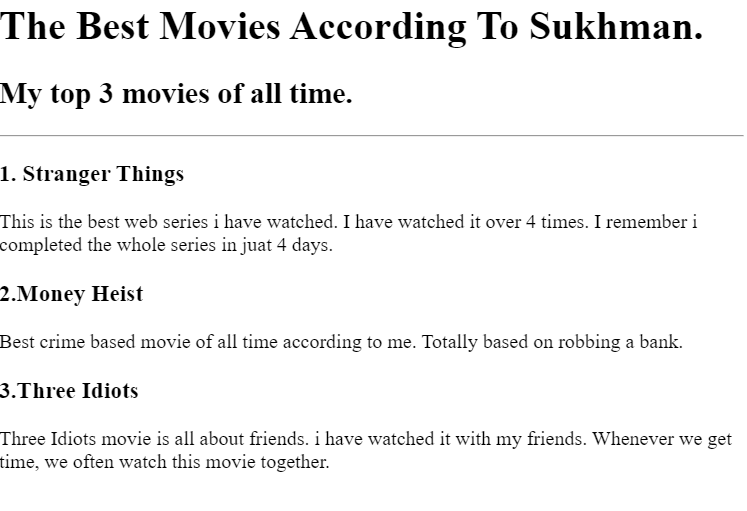 The Best Movies According To Sukhman.
My top 3 movies of all time.
1. Stranger Things
This is the best web series i have watched. I have watched it over 4 times. I remember i
completed the whole series in juat 4 days.
2.Money Heist
Best crime based movie of all time according to me. Totally based on robbing a bank.
3.Three Idiots
Three Idiots movie is all about friends. i have watched it with my friends. Whenever we get
time, we often watch this movie together.